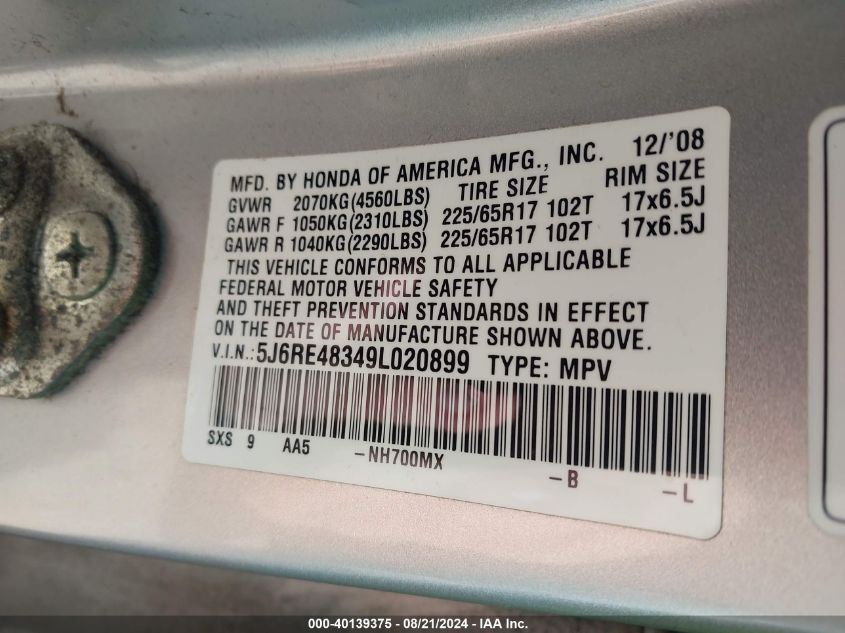 MFD. BY HONDA OF AMERICA MFG., INC. 12/'08
GVWR 2070KG(4560LBS) TIRE SIZE RIM SIZE
GAWR F 1050KG(2310LBS) 225/65R17 102T 17x6.5J
GAWR R 1040KG(2290LBS) 225/65R17 102T 17x6.5J
THIS VEHICLE CONFORMS TO ALL APPLICABLE
FEDERAL MOTOR VEHICLE SAFETY
AND THEFT PREVENTION STANDARDS IN EFFECT
ON THE DATE OF MANUFACTURE SHOWN ABOVE.
V.I.N.:5J6RE48349L020899 TYPE: MPV
SXS 9 AA5 -NH700MX -B -L
000-40139375 - 08/21/2024 - IAA Inc.